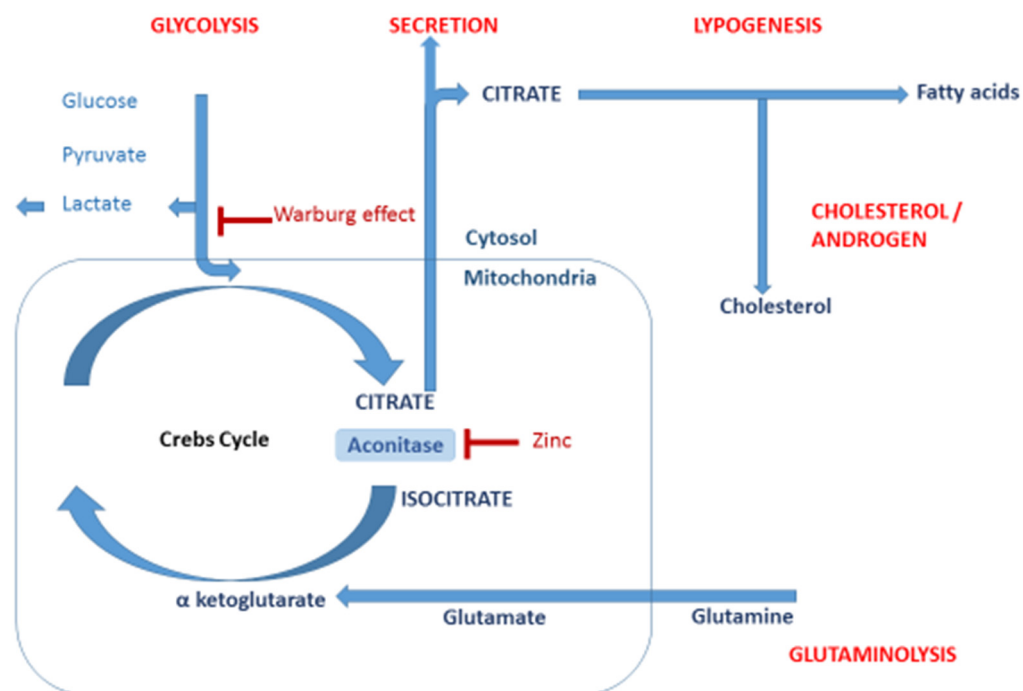 GLYCOLYSIS
SECRETION
LYPOGENESIS
Glucose
CITRATE
Fatty acids
Pyruvate
Lactate
Warburg effect
CHOLESTEROL /
ANDROGEN
Cytosol
Mitochondria
Cholesterol
CITRATE
Crebs Cycle
Aconitase
Zinc
ISOCITRATE
α ketoglutarate
Glutamate
Glutamine
GLUTAMINOLYSIS